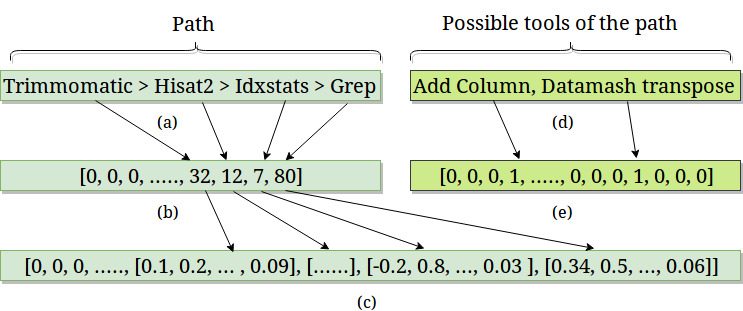 Path
Possible tools of the path
Trimmomatic > Hisat2 > Idxstats > Grep
Add Column, Datamash transpose
(a)
(d)
[0, 0, 0, ....., 32, 12, 7, 80]
[0, 0, 0, 1, ....., 0, 0, 0, 1, 0, 0, 0]
(b)
(e)
[0, 0, 0, ....., [0.1, 0.2, ... , 0.09], [......], [-0.2, 0.8, ..., 0.03 ], [0.34, 0.5, ..., 0.06]]
(c)